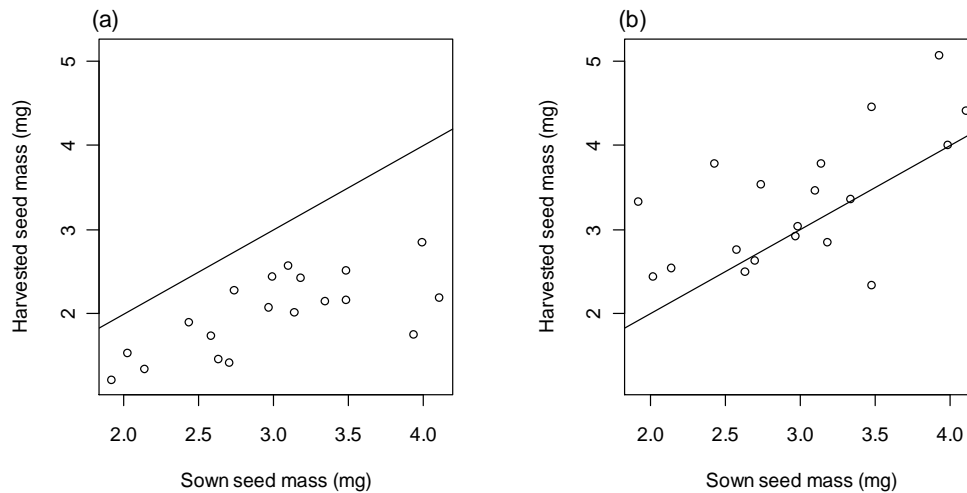 (a)
Harvested seed mass (mg)
5
4
3
2
2.0 2.5 3.0 3.5 4.0
Sown seed mass (mg)
(b)
Harvested seed mass (mg)
5
4
3
2
2.0 2.5 3.0 3.5 4.0
Sown seed mass (mg)